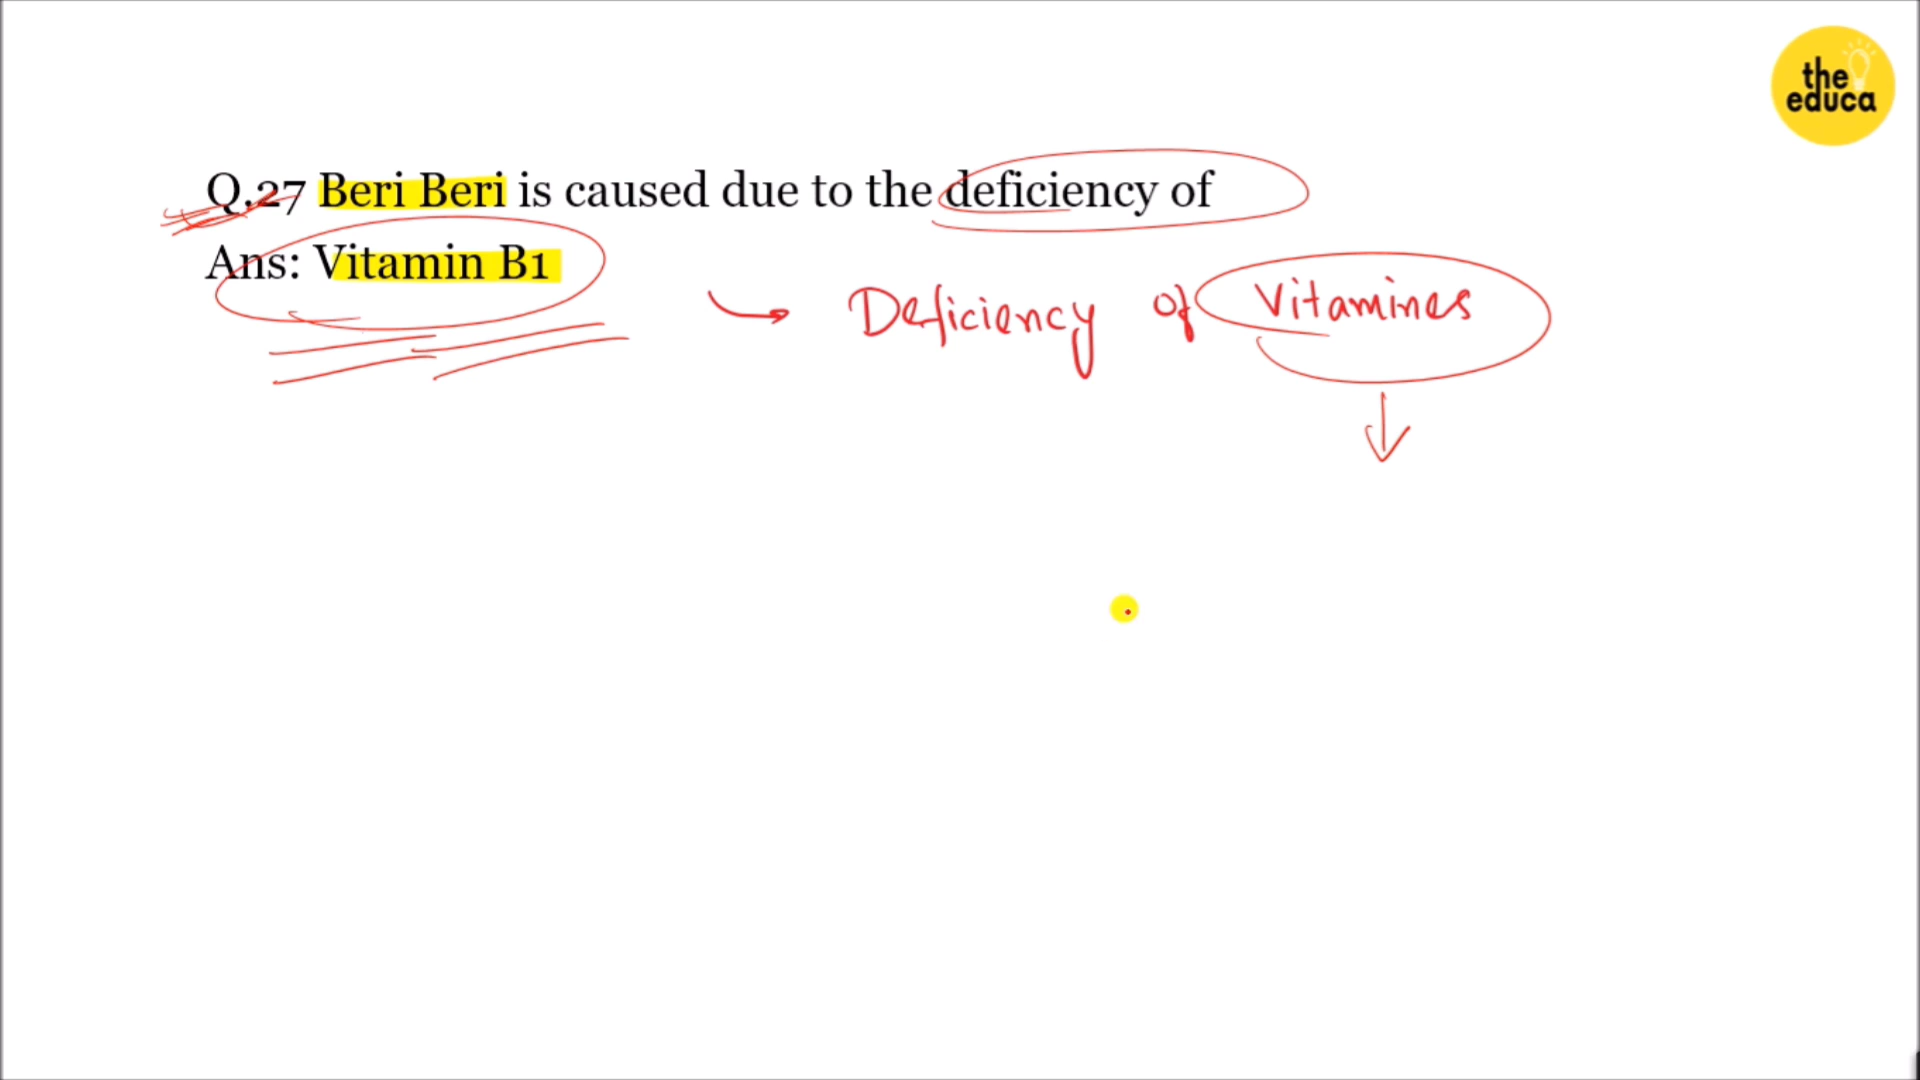 the
educa
Q.27 Beri Beri is caused due to the deficiency of
Ans: Vitamin B1
Deficiency of Vitamines